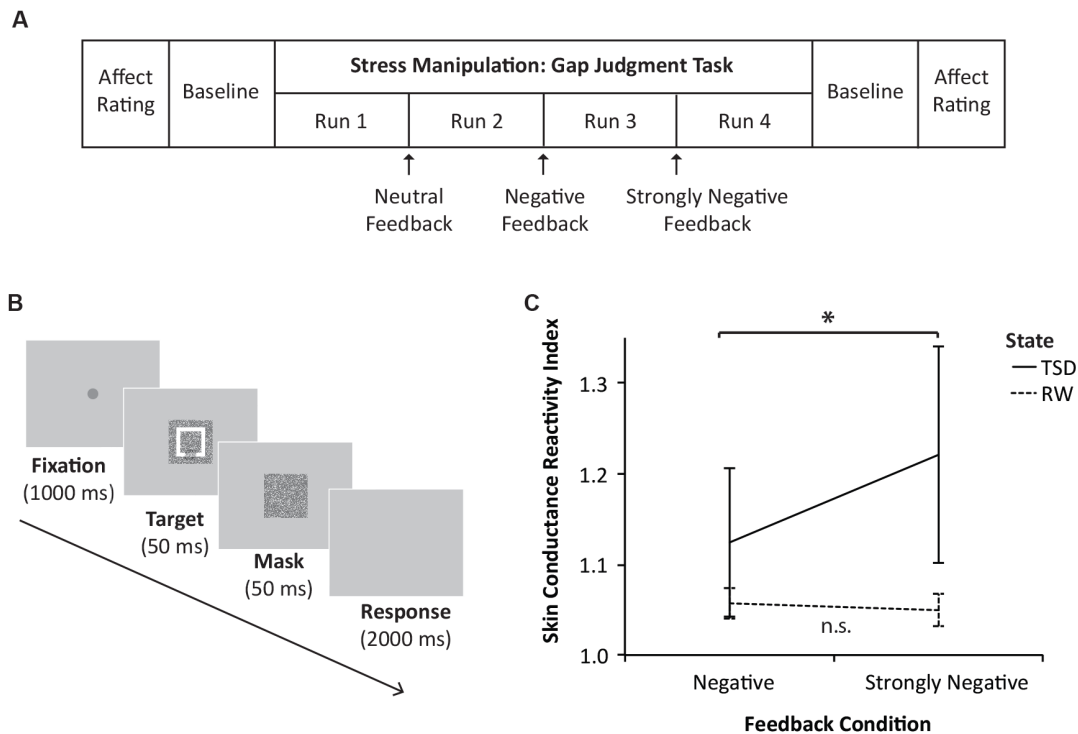 A
Affect
Rating
Baseline
Stress Manipulation: Gap Judgment Task
Run 1
Run 2
Run 3
Run 4
Baseline
Affect
Rating
Neutral
Feedback
Negative
Feedback
Strongly Negative
Feedback
B
Fixation
(1000 ms)
Target
(50 ms)
Mask
(50 ms)
Response
(2000 ms)
C
Skin Conductance Reactivity Index
1.3
1.2
1.1
1.0
*
n.s.
State
TSD
RW
Negative
Strongly Negative
Feedback Condition